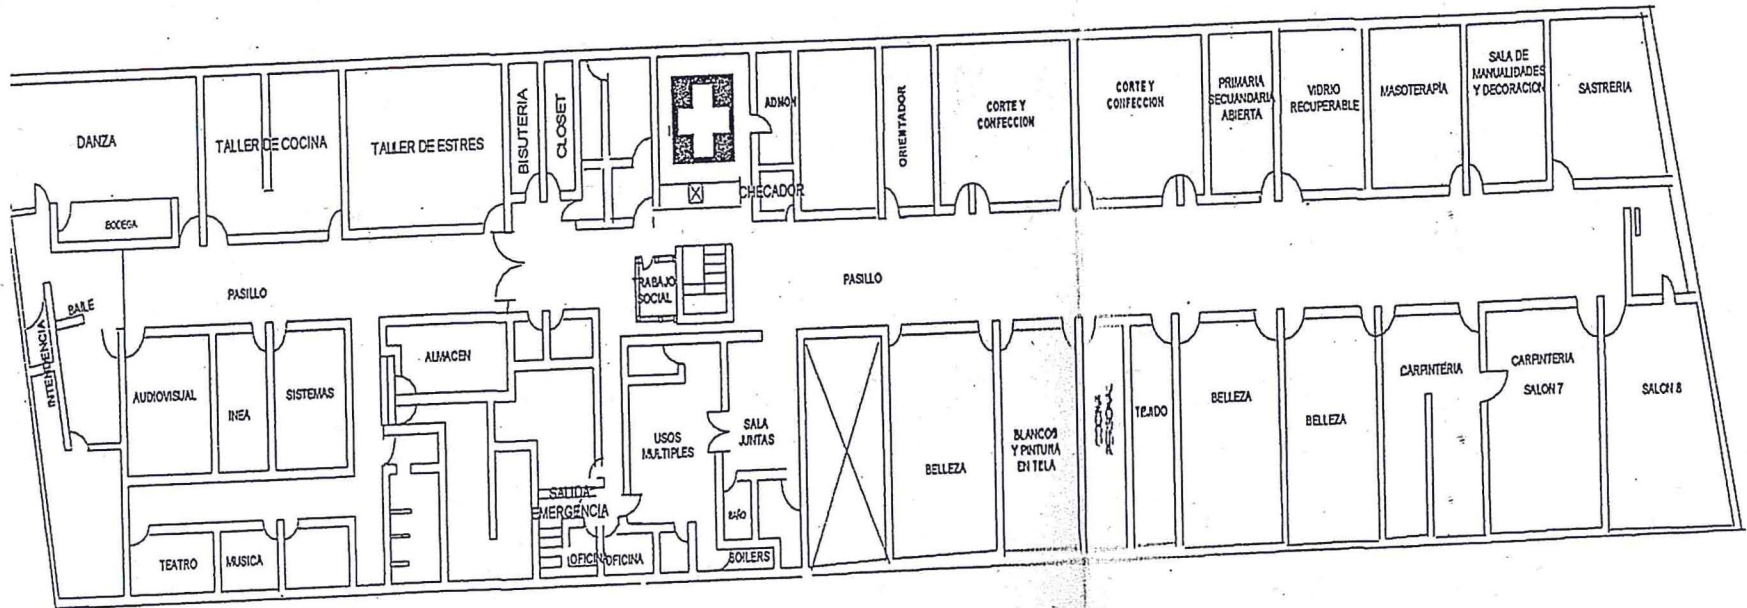 DANZA
TALLER DE COCINA
TALLER DE ESTRES
BISUTERIA
CLOSET
ADMON
CHECADOR
ORIENTADOR
CORTE Y
CONFECCION
CORTE Y
CONFECCION
PRIMARIA
SECUANDARIA
ABIERTA
VIDRIO
RECUPERABLE
MASOTERAPIA
SALA DE
MANUALIDADES
Y DECORACION
SASTRERIA
BODEGA
BAILE
PASILLO
TRABAJO
SOCIAL
PASILLO
INTENDENCIA
AUDIOVISUAL
INEA
SISTEMAS
ALMACEN
USOS
MULTIPLES
SALA
JUNTAS
BELLEZA
BLANCOS
Y PINTURA
EN TELA
COCINA
PERSONAL
TEJIDO
BELLEZA
BELLEZA
CARPINTERIA
CARPINTERIA
SALON 7
SALON 8
SALIDA
EMERGENCIA
BAÑO
TEATRO
MUSICA
OFICINA
OFICINA
BOILERS